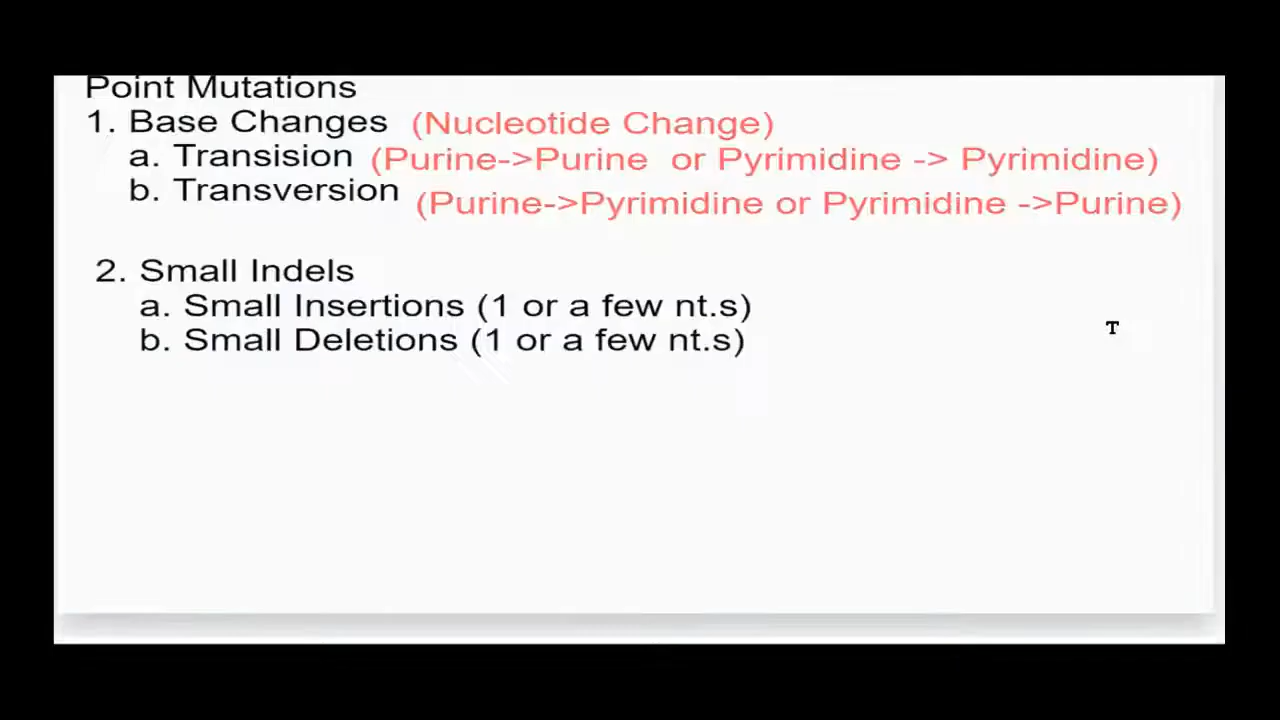 Point Mutations
1. Base Changes (Nucleotide Change)
a. Transision (Purine->Purine or Pyrimidine -> Pyrimidine)
b. Transversion (Purine->Pyrimidine or Pyrimidine ->Purine)
2. Small Indels
a. Small Insertions (1 or a few nt.s)
b. Small Deletions (1 or a few nt.s)